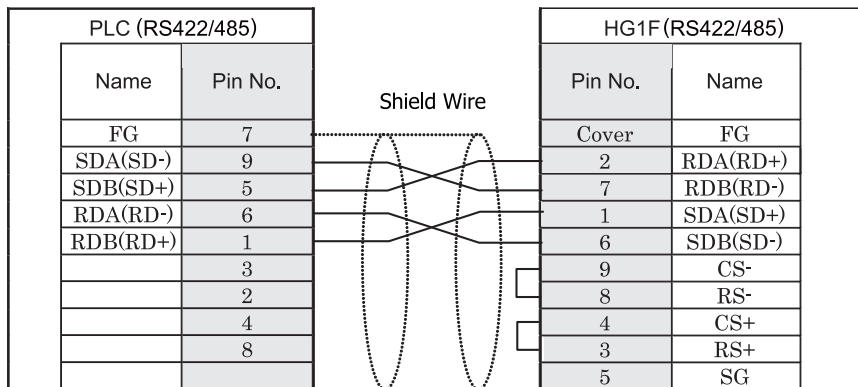 PLC (RS422/485) HG1F(RS422/485)
Name Pin No. Pin No. Name
Shield Wire
FG 7 Cover FG
SDA(SD-) 9 2 RDA(RD+)
SDB(SD+) 5 7 RDB(RD-)
RDA(RD-) 6 1 SDA(SD+)
RDB(RD+) 1 6 SDB(SD-)
3 9 CS-
2 8 RS-
4 4 CS+
8 3 RS+
5 SG